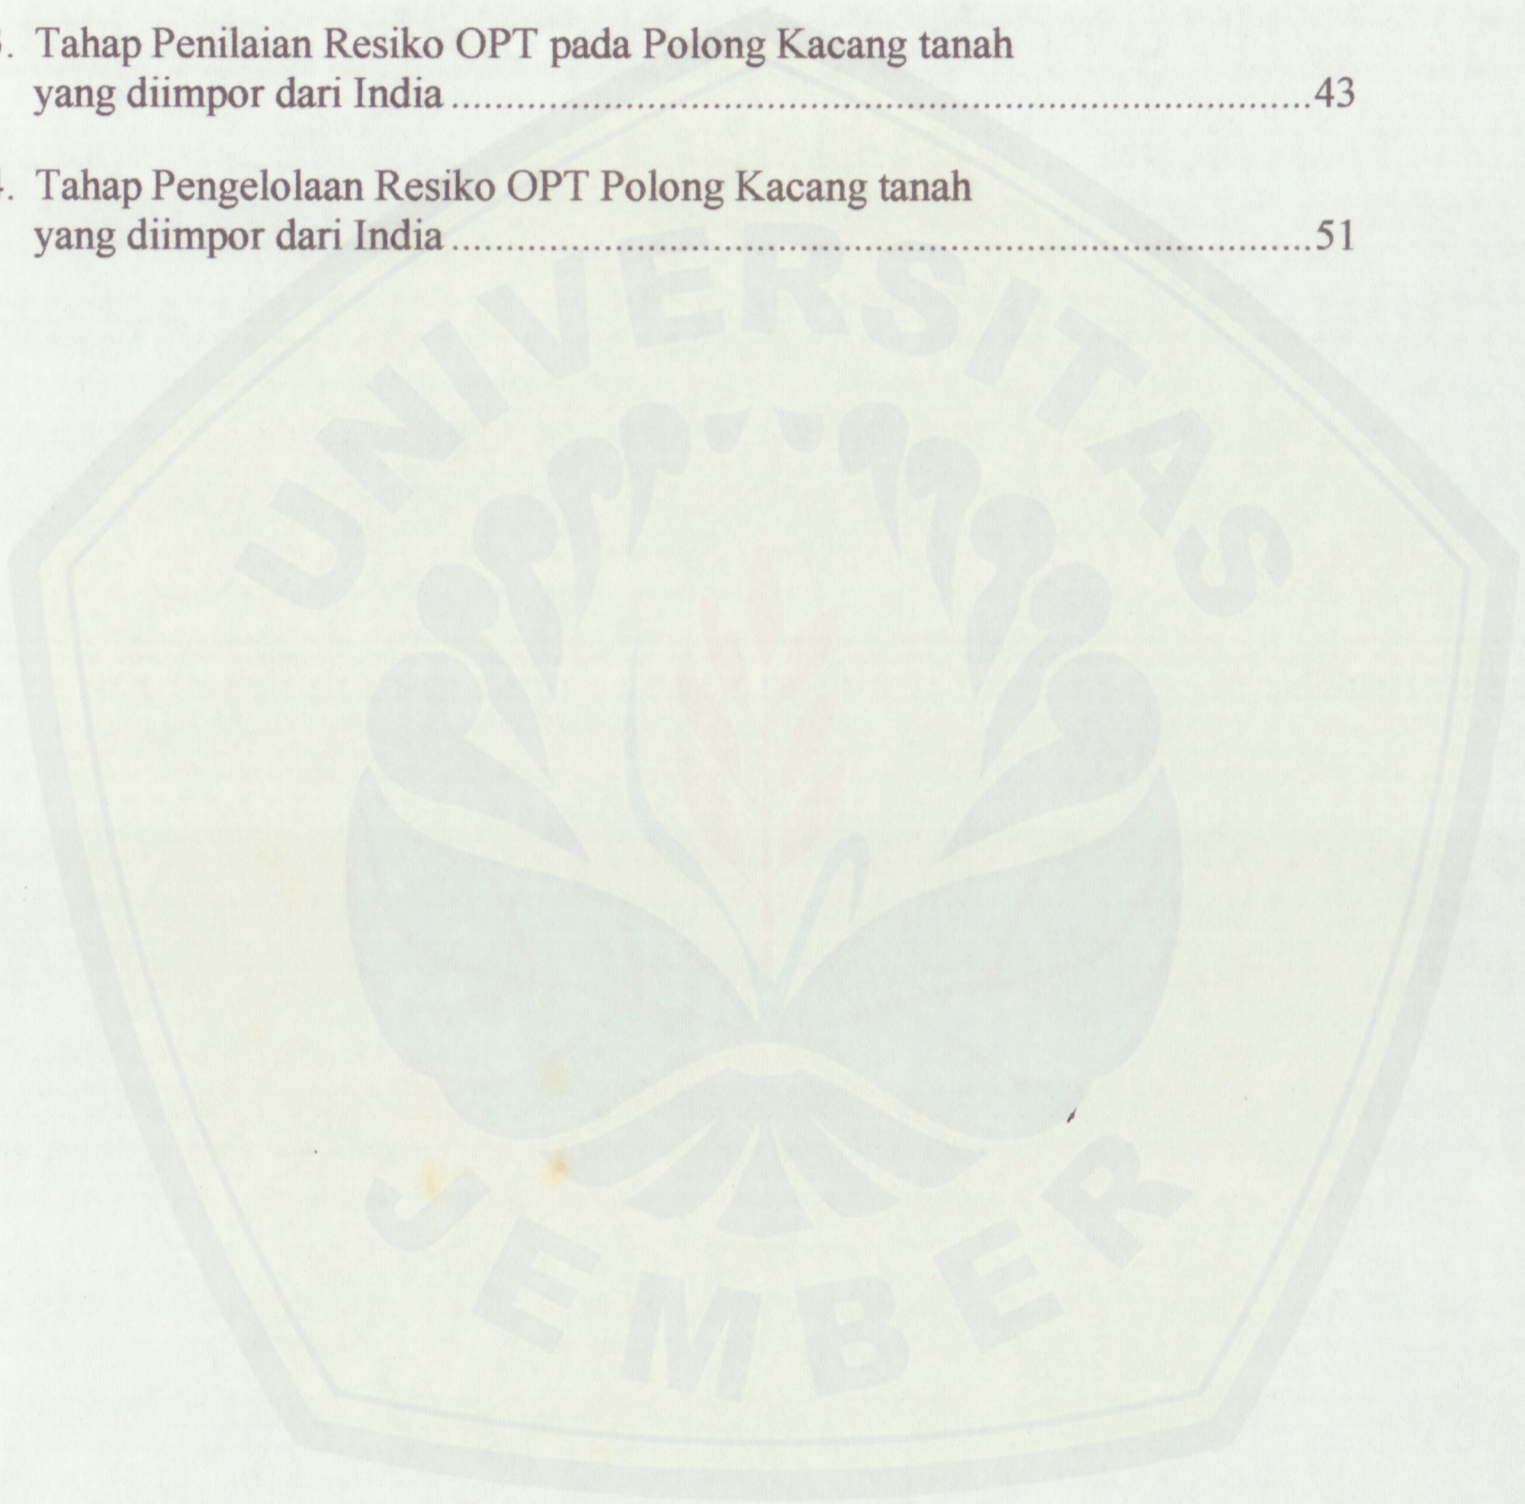 . Tahap Penilaian Resiko OPT pada Polong Kacang tanah
yang diimpor dari India ................................................................................43
. Tahap Pengelolaan Resiko OPT Polong Kacang tanah
yang diimpor dari India ................................................................................51
UNIVERSITAS
JEMBER